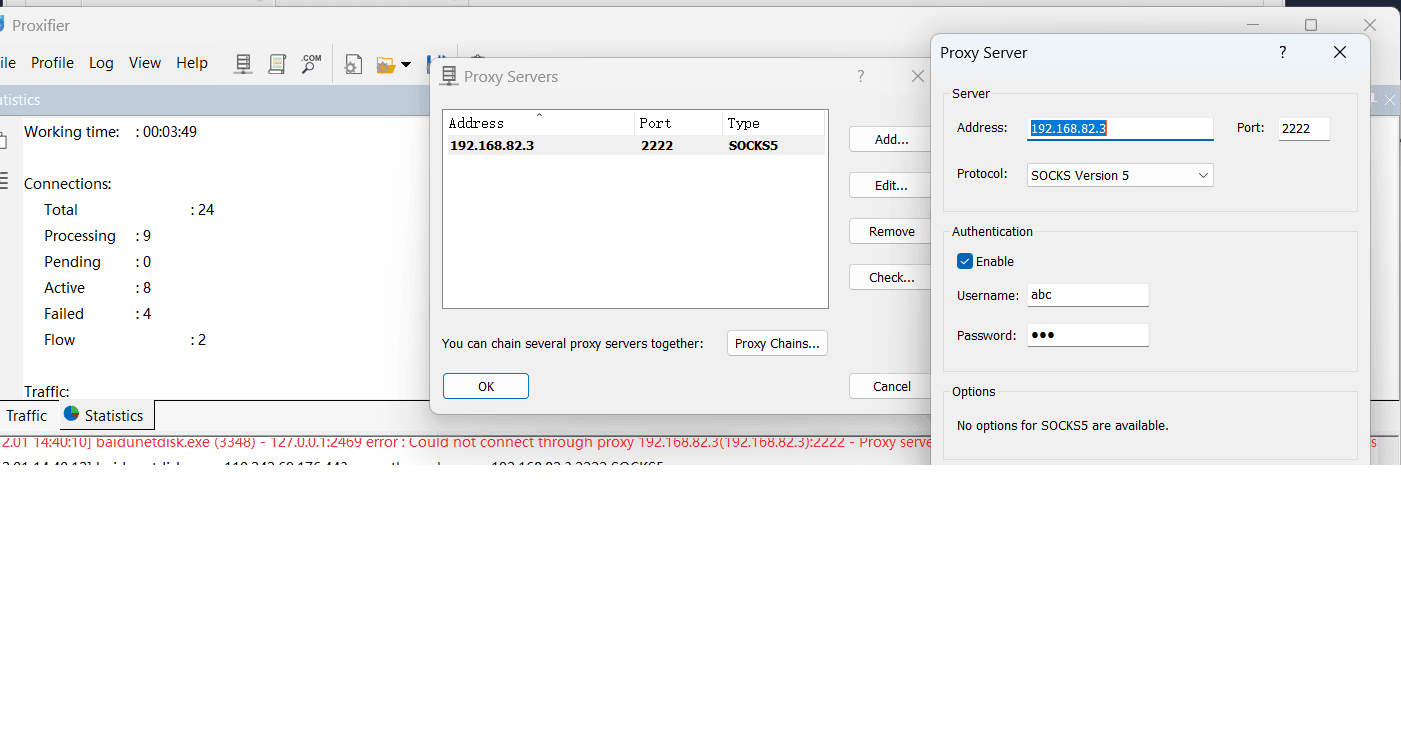 Proxifier
Profile Log View Help
.COM
Working time: : 00:03:49
Connections:
Total : 24
Processing : 9
Pending : 0
Active : 8
Failed : 4
Flow : 2
Traffic:
Traffic Statistics
Proxy Servers ?
Address Port Type
192.168.82.3 2222 SOCKS5
Add...
Edit...
Remove
Check...
You can chain several proxy servers together: Proxy Chains...
OK Cancel
Proxy Server ?
Server
Address: 192.168.82.3 Port: 2222
Protocol: SOCKS Version 5
Authentication
Enable
Username: abc
Password: ●●●
Options
No options for SOCKS5 are available.
2.01 14:40:10] baidunetdisk.exe (3348) - 127.0.0.1:2469 error : Could not connect through proxy 192.168.82.3(192.168.82.3):2222 - Proxy serve